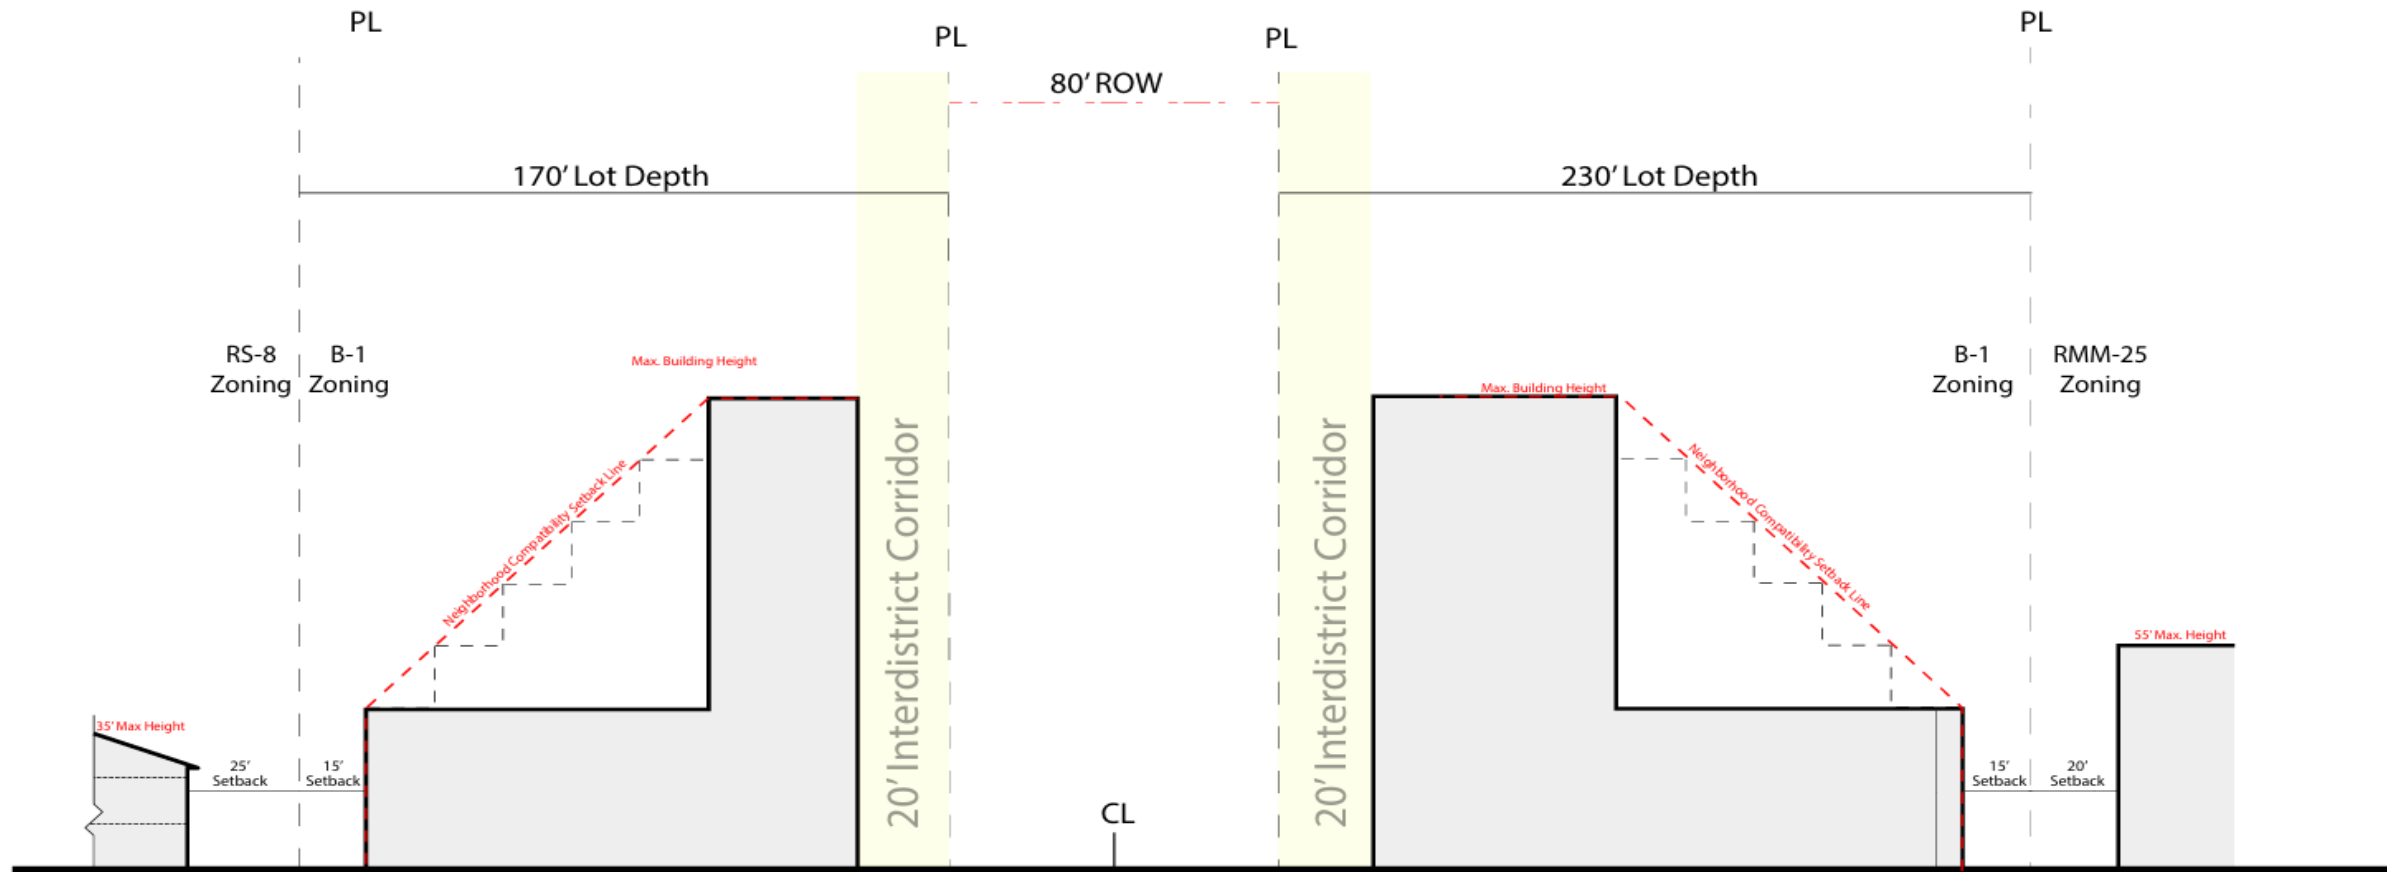 PL
PL
PL
PL
80' ROW
170' Lot Depth
230' Lot Depth
RS-8
Zoning
B-1
Zoning
Max. Building Height
Max. Building Height
B-1
Zoning
RMM-25
Zoning
Neighborhood Compatibility Setback Line
20' Interdistrict Corridor
20' Interdistrict Corridor
Neighborhood Compatibility Setback Line
35' Max Height
55' Max. Height
25'
Setback
15'
Setback
CL
15'
Setback
20'
Setback